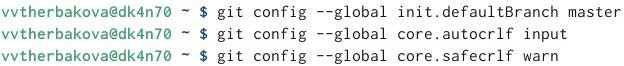 vvtherbakova@dk4n70 ~ $ git config --global init.defaultBranch master
vvtherbakova@dk4n70 ~ $ git config --global core.autocrlf input
vvtherbakova@dk4n70 ~ $ git config --global core.safecrlf warn